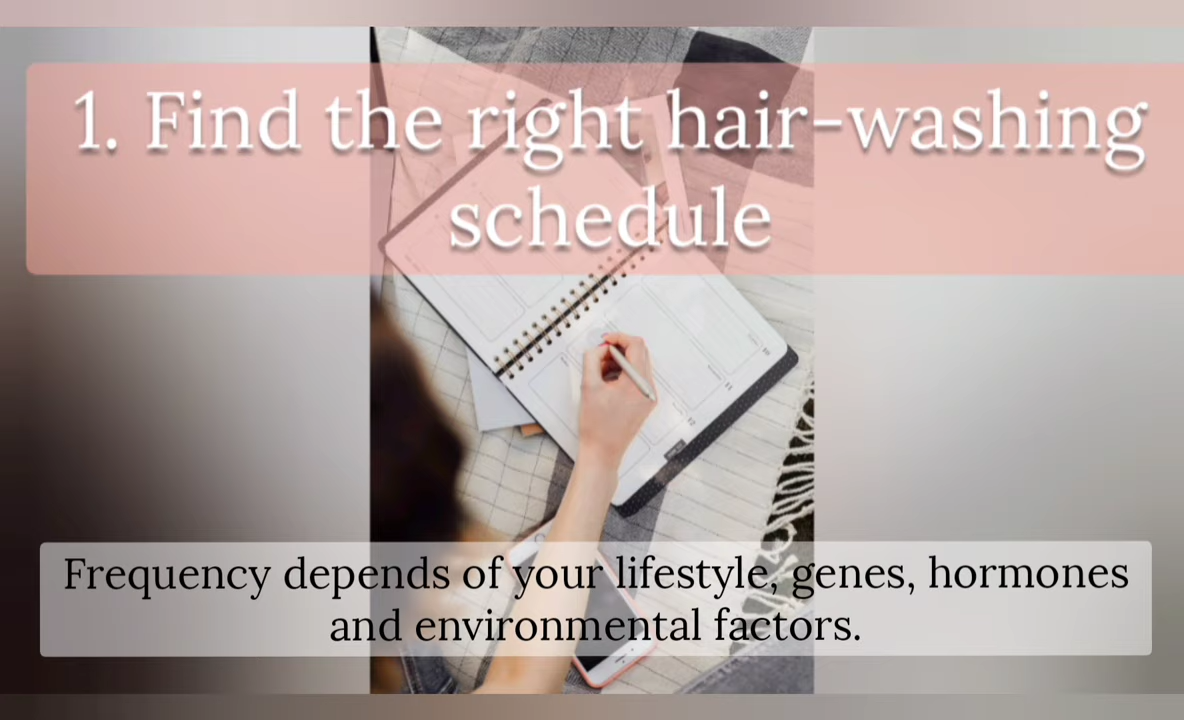 1. Find the right hair-washing
schedule
Frequency depends of your lifestyle, genes, hormones
and environmental factors.